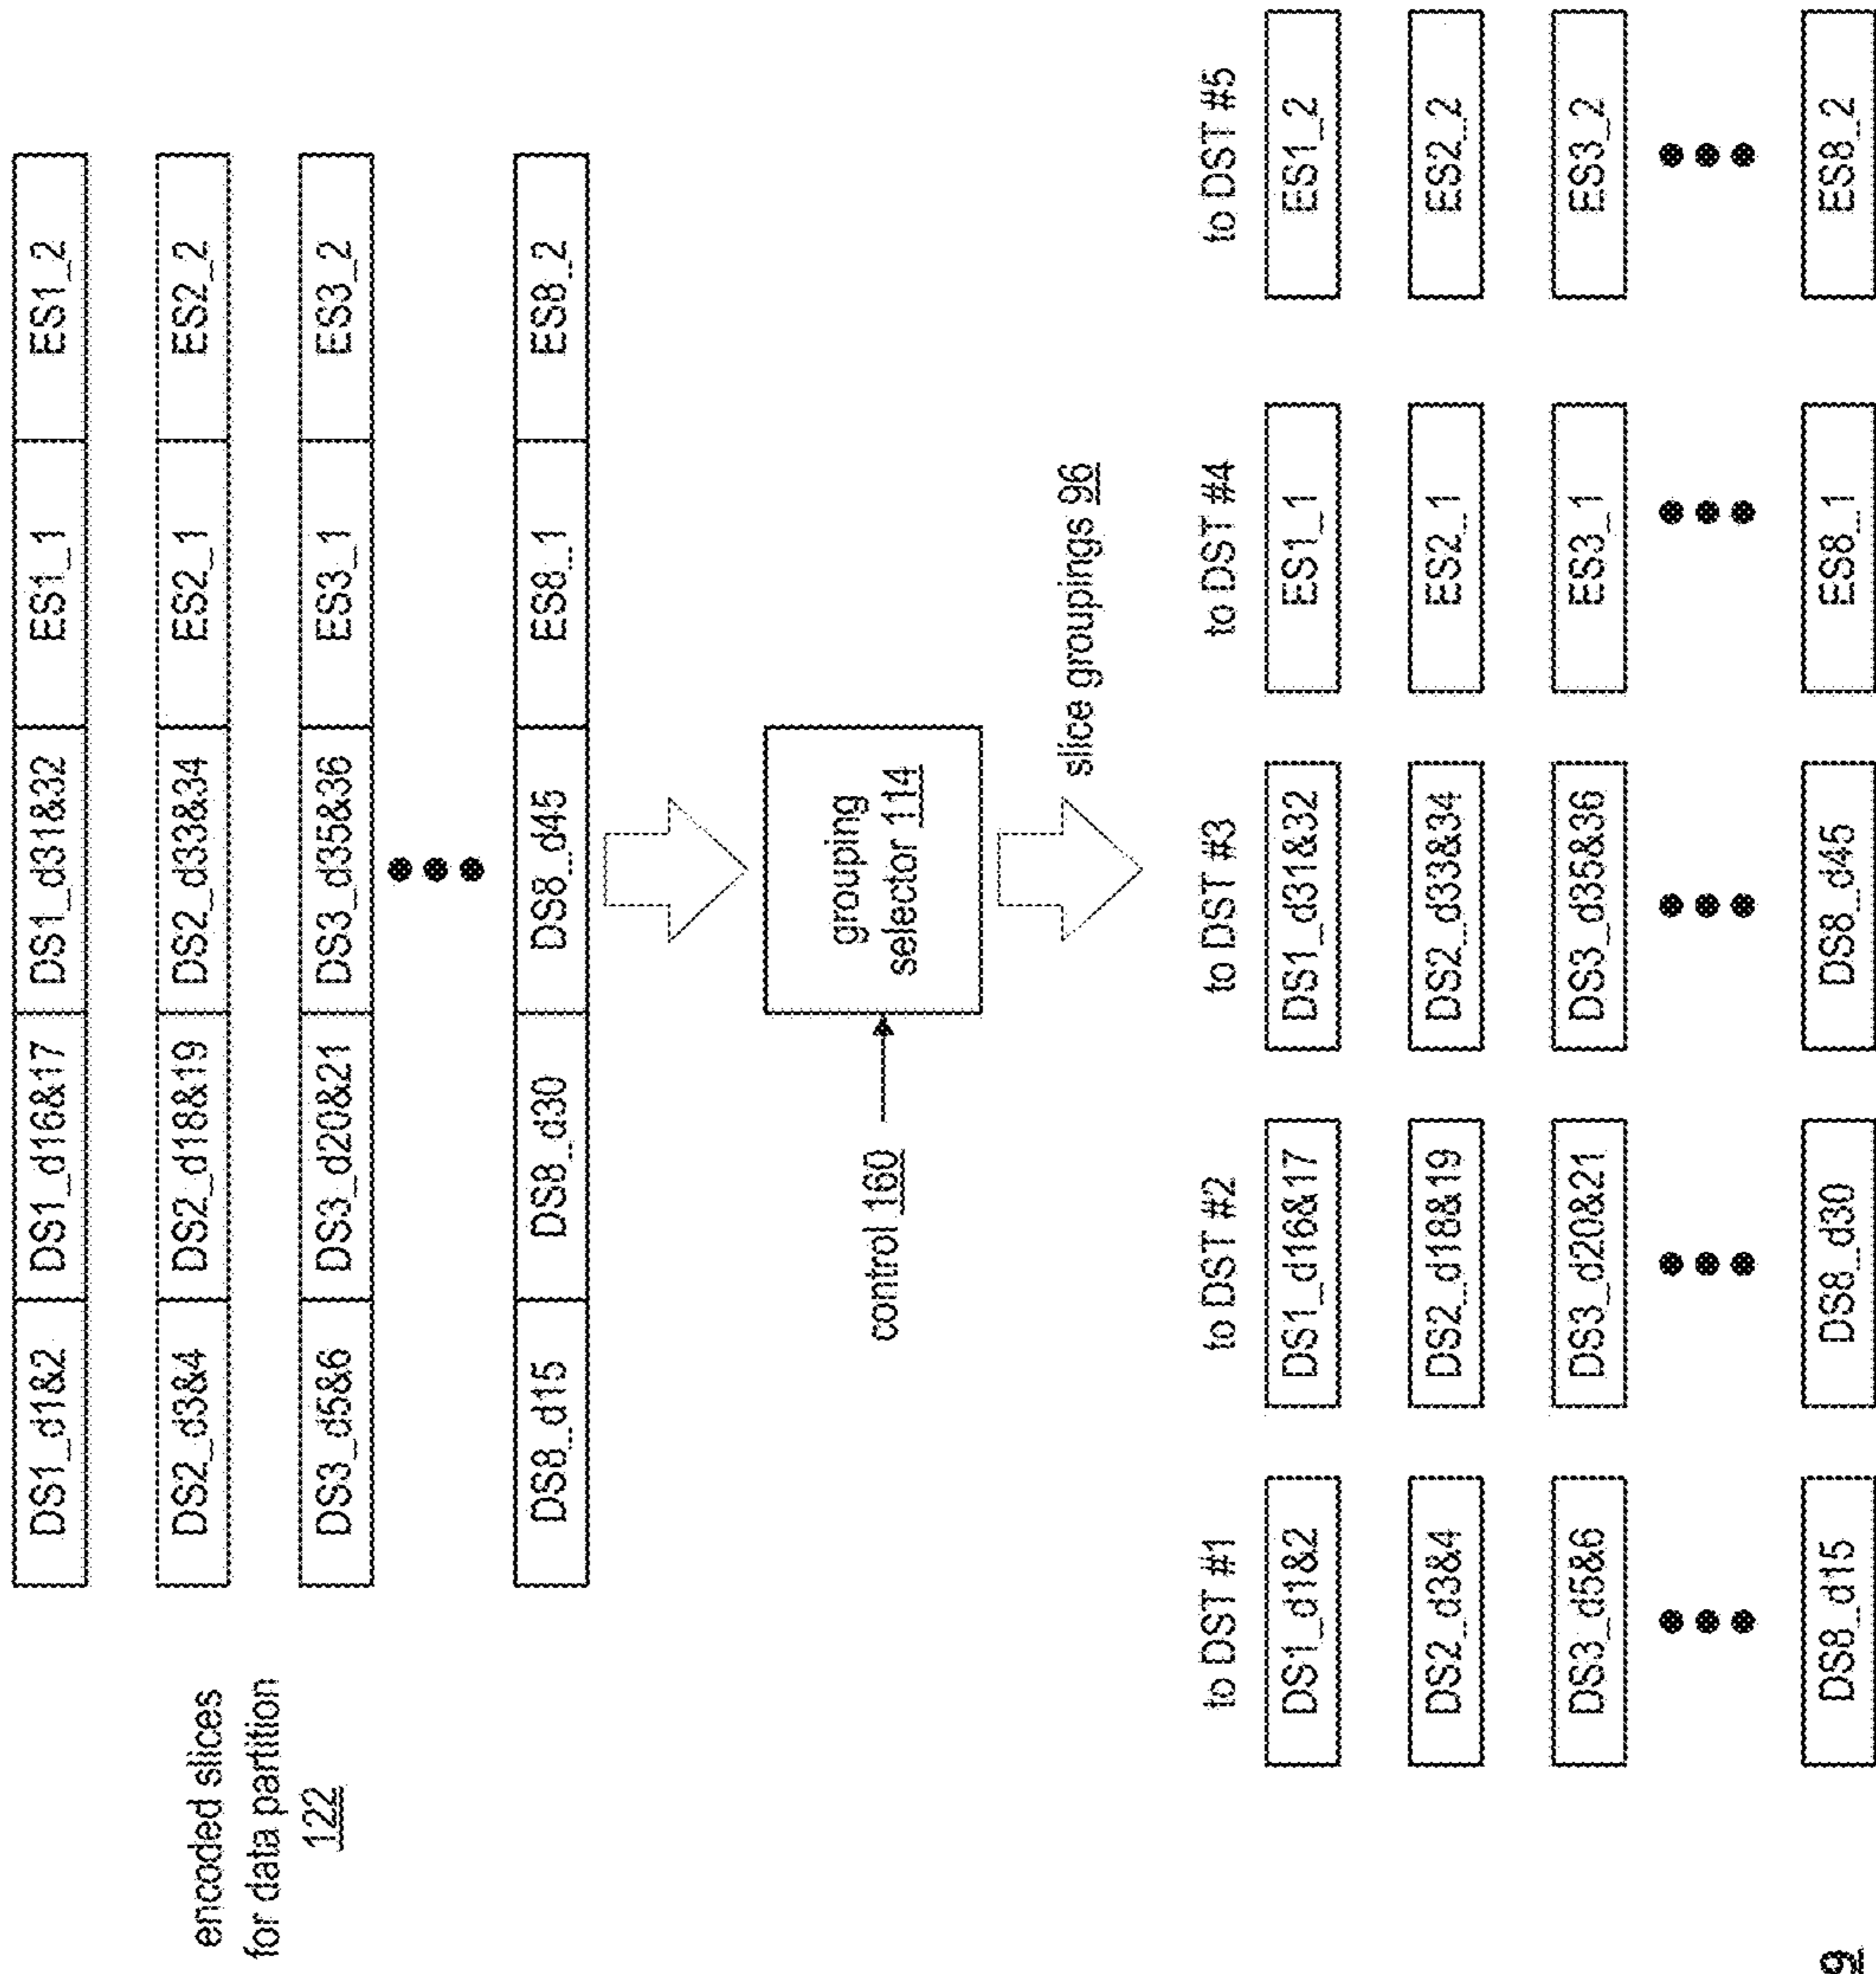 encoded slices
for data partition
122
DS1_d1&2 DS1_d16&17 DS1_d31&32 ES1_1 ES1_2
DS2_d3&4 DS2_d18&19 DS2_d33&34 ES2_1 ES2_2
DS3_d5&6 DS3_d20&21 DS3_d35&36 ES3_1 ES3_2
DS8_d15 DS8_d30 DS8_d45 ES8_1 ES8_2
control 160
grouping
selector 114
slice groupings 96
to DST #1 to DST #2 to DST #3 to DST #4 to DST #5
DS1_d1&2 DS1_d16&17 DS1_d31&32 ES1_1 ES1_2
DS2_d3&4 DS2_d18&19 DS2_d33&34 ES2_1 ES2_2
DS3_d5&6 DS3_d20&21 DS3_d35&36 ES3_1 ES3_2
DS8_d15 DS8_d30 DS8_d45 ES8_1 ES8_2